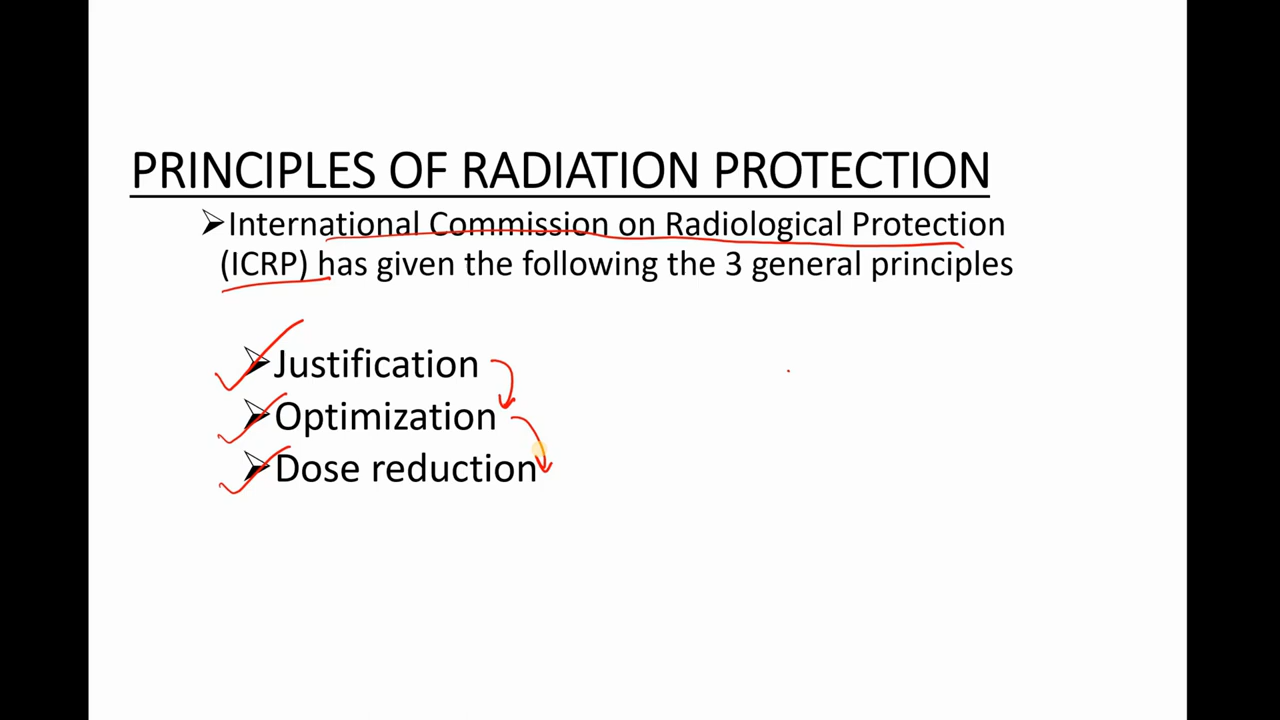 PRINCIPLES OF RADIATION PROTECTION
➢International Commission on Radiological Protection
(ICRP) has given the following the 3 general principles
➢Justification
➢Optimization
➢Dose reduction